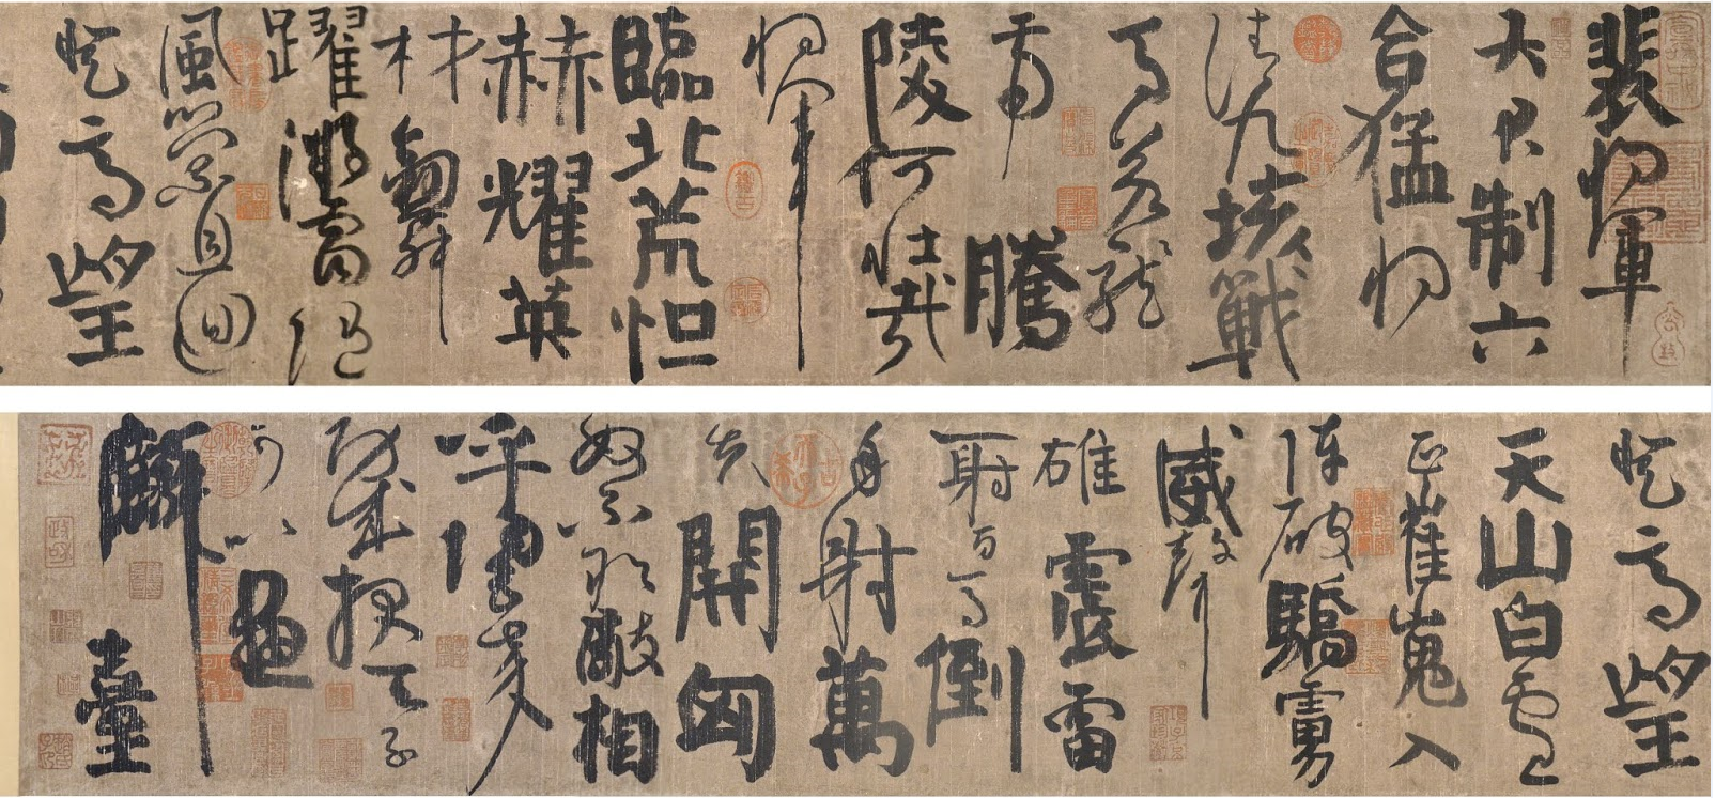 裴將軍
大君制六
合猛將
清九垓戰
馬若龍
虎騰
陵何壯哉
將軍
臨北荒恒
赫耀英
材劍舞
躍游電隨
風縈且迴
登高望
登高望
天山白雲
正崔嵬入
陣破驕虜
威聲
雄震雷
一射百馬倒
再射萬
夫開匈
奴不敢敵相
呼歸去來
功成報天子
可以畫
麟臺